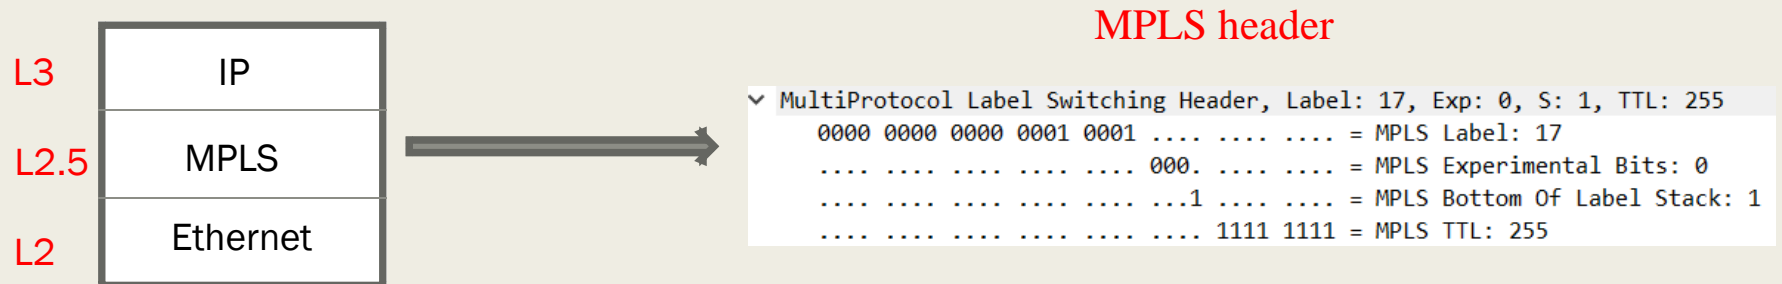 L3
IP
L2.5
MPLS
L2
Ethernet
MPLS header
MultiProtocol Label Switching Header, Label: 17, Exp: 0, S: 1, TTL: 255
0000 0000 0000 0001 0001 .... .... .... = MPLS Label: 17
.... .... .... .... .... 000. .... .... = MPLS Experimental Bits: 0
.... .... .... .... .... ...1 .... .... = MPLS Bottom Of Label Stack: 1
.... .... .... .... .... .... 1111 1111 = MPLS TTL: 255